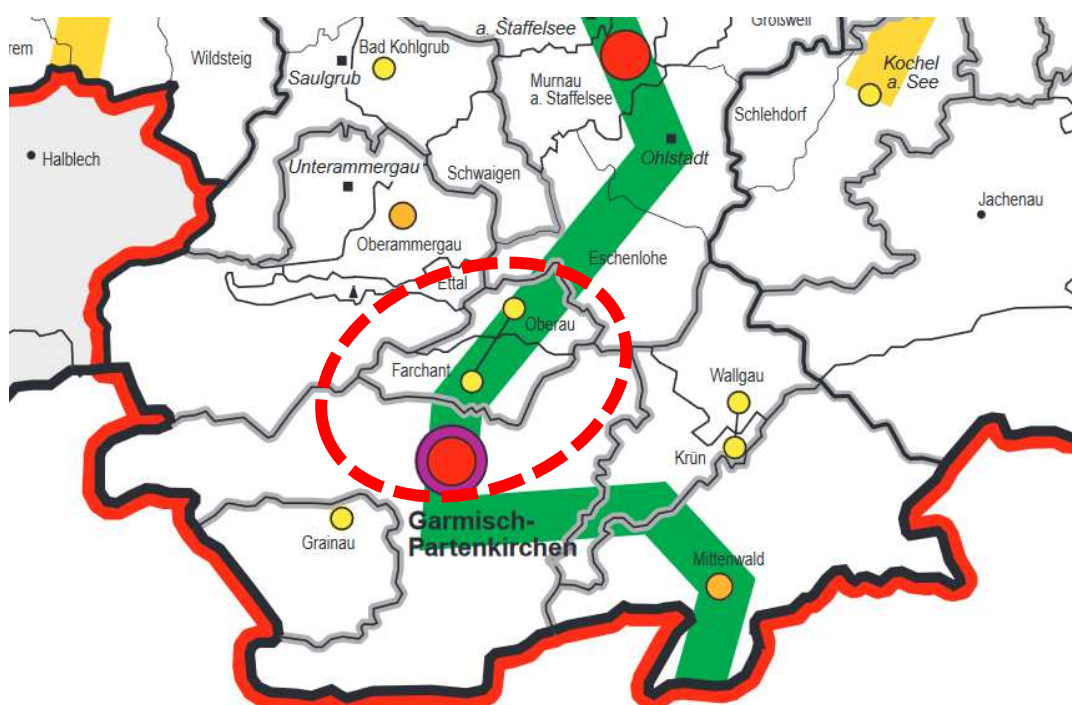 a. Staffelsee
Großweil
rem
Wildsteig
Bad Kohlgrub
Saulgrub
Kochel
a. See
Murnau
a. Staffelsee
Schlehdorf
Halblech
Ohlstadt
Unterammergau
Schwaigen
Jachenau
Oberammergau
Eschenlohe
Ettal
Oberau
Farchant
Wallgau
Krün
Garmisch-
Partenkirchen
Grainau
Mittenwald